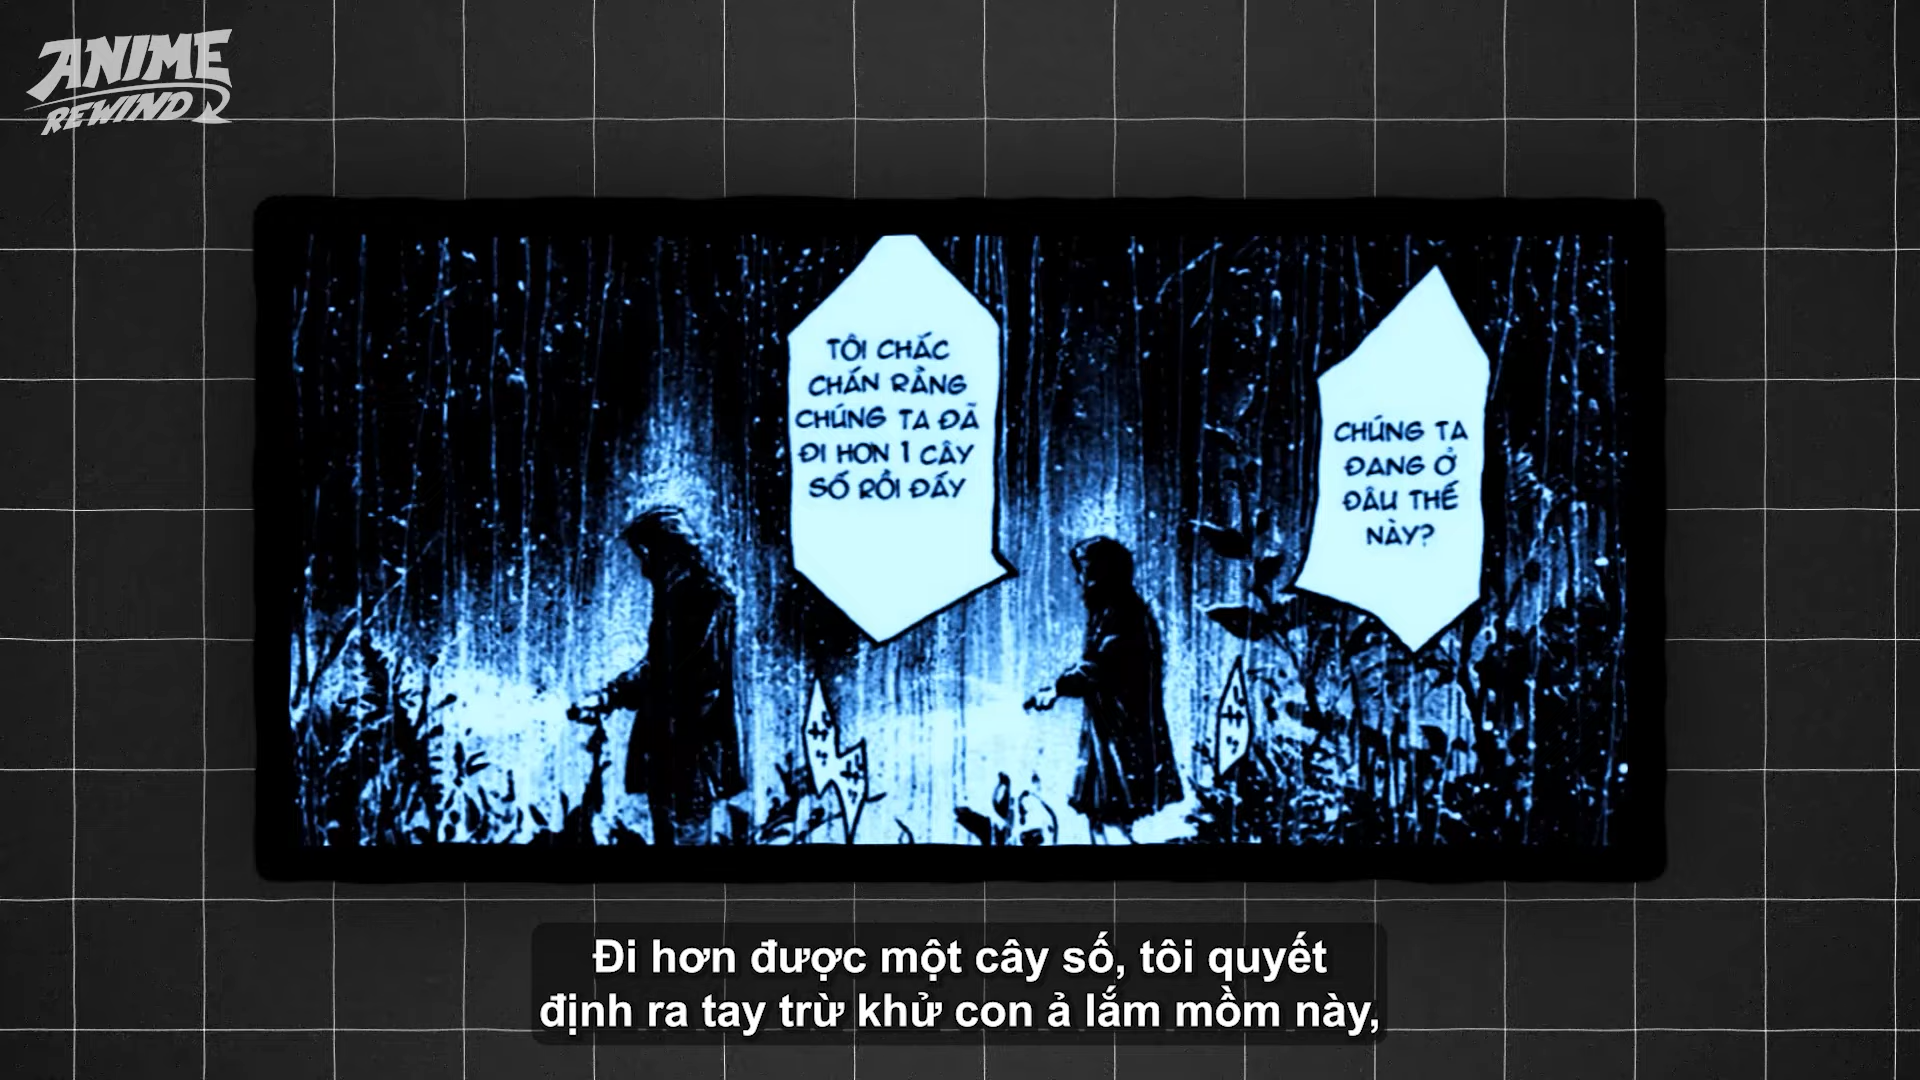 ANIME
REWIND
TÔI CHẮC
CHẮN RẰNG
CHÚNG TA ĐÃ
ĐI HƠN 1 CÂY
SỐ RỒI ĐẤY
CHÚNG TA
ĐANG Ở
ĐÂU THẾ
NÀY?
Đi hơn được một cây số, tôi quyết
định ra tay trừ khử con ả lắm mồm này,